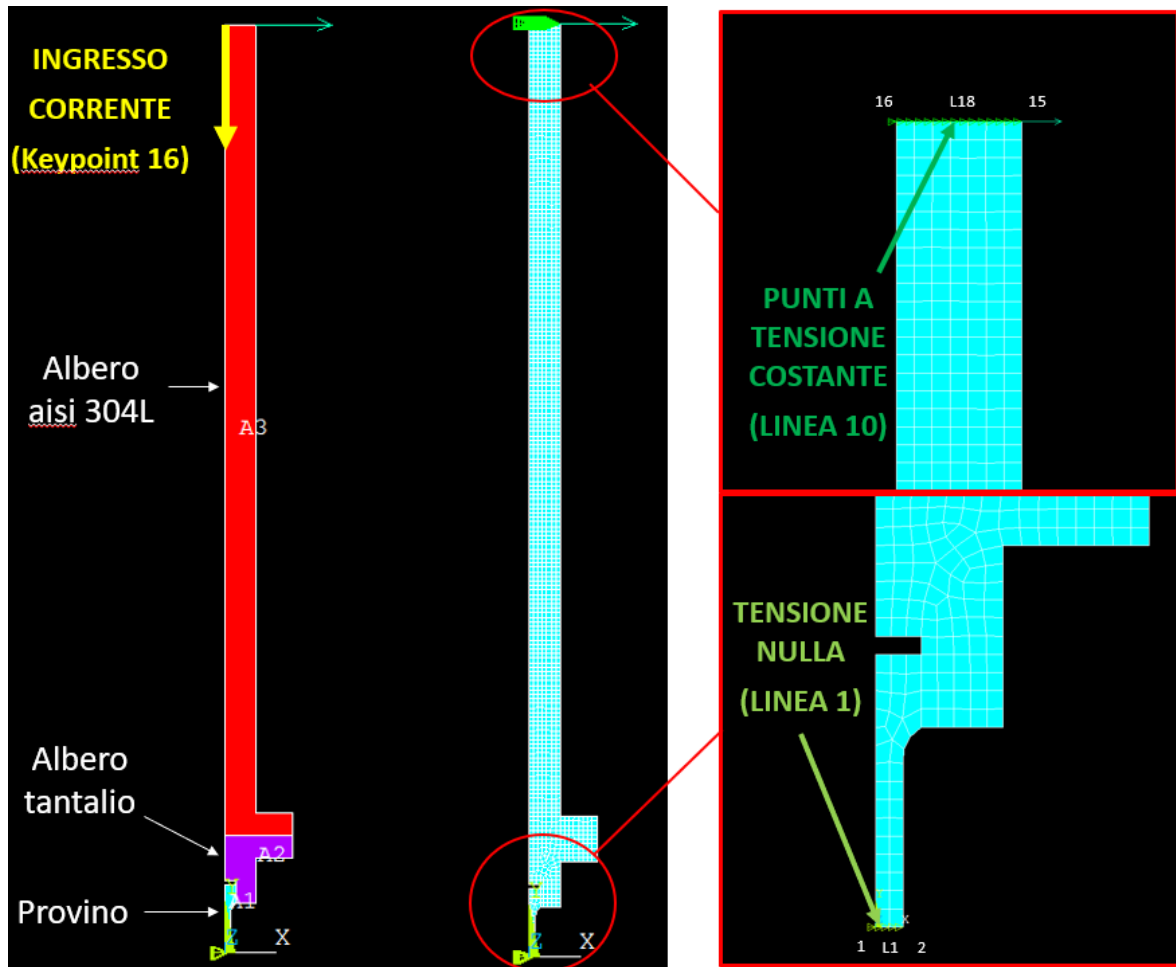 INGRESSO
CORRENTE
(Keypoint 16)
Albero
aisi 304L
A3
Albero
tantalio
A2
A1
Provino
Z
X
Z
X
16
L18
15
PUNTI A
TENSIONE
COSTANTE
(LINEA 10)
TENSIONE
NULLA
(LINEA 1)
X
1
L1
2